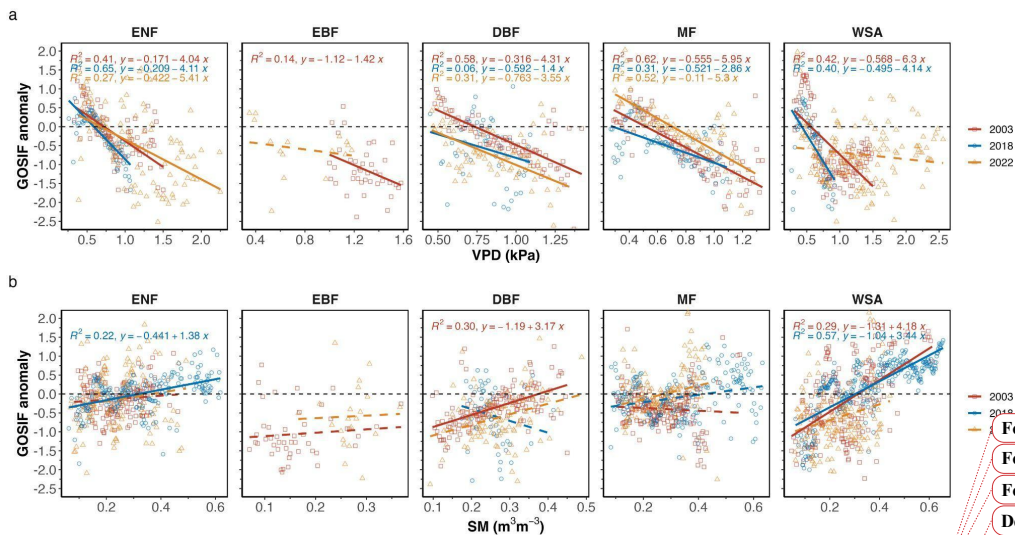 a
ENF
EBF
DBF
MF
WSA
R² = 0.41, y = −0.171 − 4.04 x
R² = 0.65, y = −0.209 − 4.11 x
R² = 0.27, y = −0.422 − 5.41 x
R² = 0.14, y = −1.12 − 1.42 x
R² = 0.58, y = −0.316 − 4.31 x
R² = 0.06, y = −0.592 − 1.4 x
R² = 0.31, y = −0.763 − 3.55 x
R² = 0.62, y = −0.555 − 5.95 x
R² = 0.31, y = −0.521 − 2.86 x
R² = 0.52, y = −0.11 − 5.3 x
R² = 0.42, y = −0.568 − 6.3 x
R² = 0.40, y = −0.495 − 4.14 x
GOSIF anomaly
2.0
1.5
1.0
0.5
0.0
-0.5
-1.0
-1.5
-2.0
-2.5
0.5 1.0 1.5 2.0
0.4 0.8 1.2 1.6
0.50 0.75 1.00 1.25
0.3 0.6 0.9 1.2
0.5 1.0 1.5 2.0 2.5
VPD (kPa)
2003
2018
2022
b
ENF
EBF
DBF
MF
WSA
R² = 0.22, y = −0.441 + 1.38 x
R² = 0.30, y = −1.19 + 3.17 x
R² = 0.29, y = −1.31 + 4.18 x
R² = 0.57, y = −1.04 + 3.44 x
GOSIF anomaly
2.0
1.5
1.0
0.5
0.0
-0.5
-1.0
-1.5
-2.0
-2.5
0.0 0.2 0.4 0.6
0.1 0.2 0.3
0.1 0.2 0.3 0.4 0.5
0.2 0.4 0.6
0.0 0.2 0.4 0.6
SM (m³m⁻³)
2003
2018
Fo
Fo
Fo
De